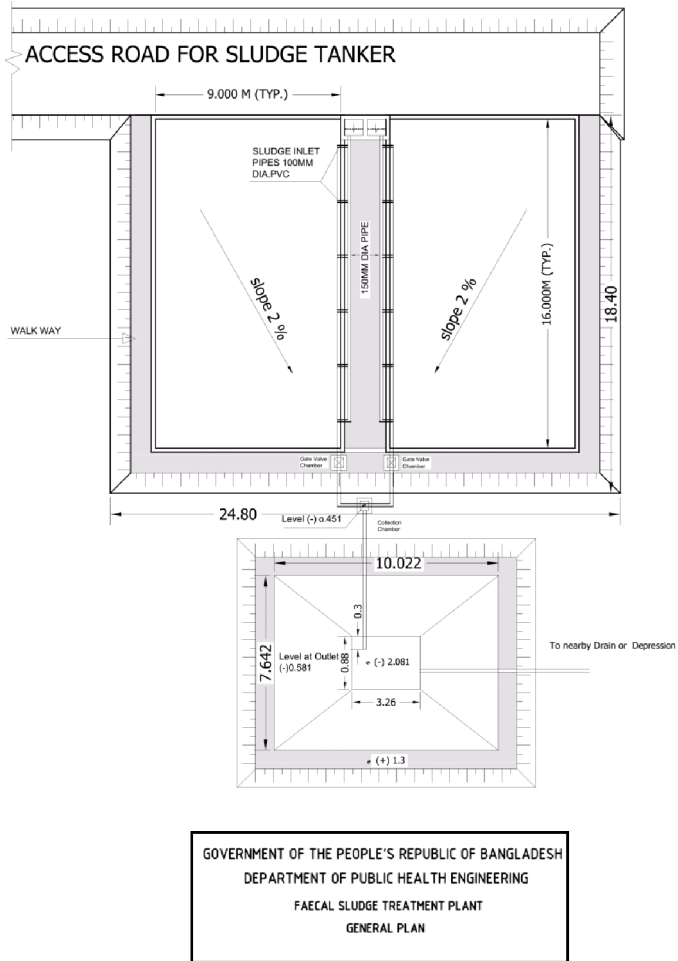 ACCESS ROAD FOR SLUDGE TANKER
9.000 M (TYP.)
SLUDGE INLET
PIPES 100MM
DIA.PVC
150MM DIA PIPE
slope 2 %
slope 2 %
16.000M (TYP.)
18.40
WALK WAY
Gate Valve
Chamber
Gate Valve
Chamber
24.80
Level (-) o.451
Collection
Chamber
10.022
7.642
0.3
Level at Outlet
(-)0.581
0.88
(-) 2.081
3.26
To nearby Drain or Depression
(+) 1.3
GOVERNMENT OF THE PEOPLE'S REPUBLIC OF BANGLADESH
DEPARTMENT OF PUBLIC HEALTH ENGINEERING
FAECAL SLUDGE TREATMENT PLANT
GENERAL PLAN